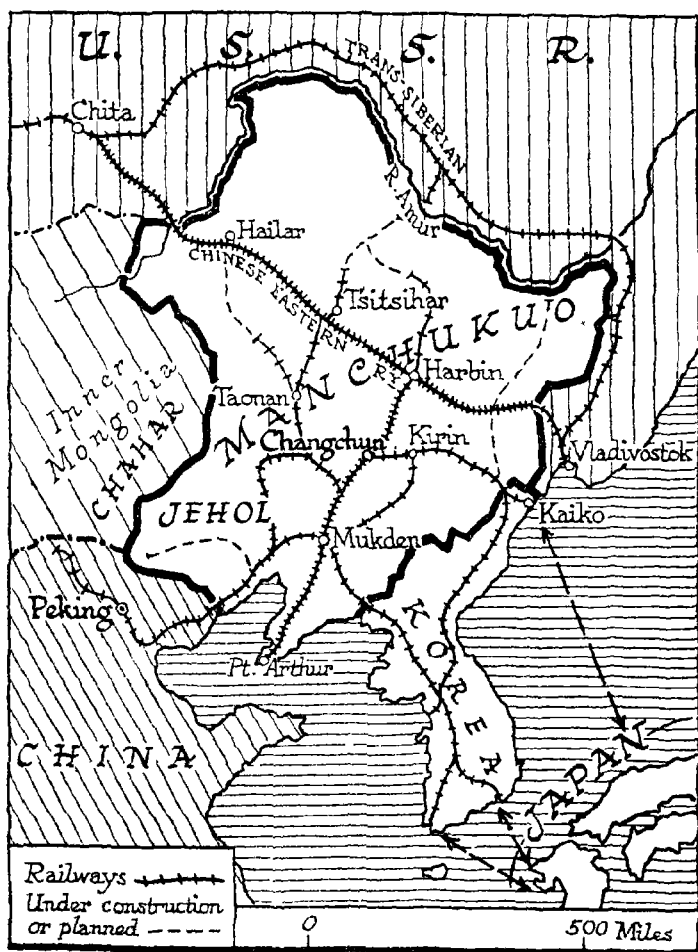 U. S. S. R.
TRANS-SIBERIAN
Chita
R. Amur
Hailar
CHINESE EASTERN RY.
Tsitsihar
MANCHUKUO
Harbin
Taonan
Inner
Mongolia
CHAHAR
Changchun
Kirin
Vladivostok
JEHOL
Kaiko
Mukden
Peking
KOREA
Pt. Arthur
CHINA
JAPAN
Railways
Under construction
or planned
0 500 Miles